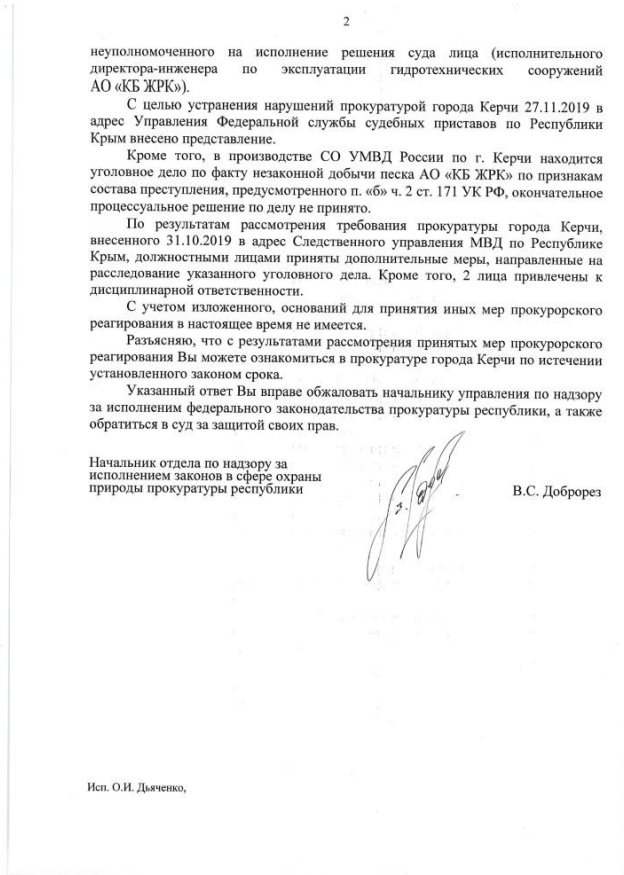 2
неуполномоченного на исполнение решения суда лица (исполнительного
директора-инженера по эксплуатации гидротехнических сооружений
АО «КБ ЖРК»).
С целью устранения нарушений прокуратурой города Керчи 27.11.2019 в
адрес Управления Федеральной службы судебных приставов по Республики
Крым внесено представление.
Кроме того, в производстве СО УМВД России по г. Керчи находится
уголовное дело по факту незаконной добычи песка АО «КБ ЖРК» по признакам
состава преступления, предусмотренного п. «б» ч. 2 ст. 171 УК РФ, окончательное
процессуальное решение по делу не принято.
По результатам рассмотрения требования прокуратуры города Керчи,
внесенного 31.10.2019 в адрес Следственного управления МВД по Республике
Крым, должностными лицами приняты дополнительные меры, направленные на
расследование указанного уголовного дела. Кроме того, 2 лица привлечены к
дисциплинарной ответственности.
С учетом изложенного, оснований для принятия иных мер прокурорского
реагирования в настоящее время не имеется.
Разъясняю, что с результатами рассмотрения принятых мер прокурорского
реагирования Вы можете ознакомиться в прокуратуре города Керчи по истечении
установленного законом срока.
Указанный ответ Вы вправе обжаловать начальнику управления по надзору
за исполнением федерального законодательства прокуратуры республики, а также
обратиться в суд за защитой своих прав.
Начальник отдела по надзору за
исполнением законов в сфере охраны
природы прокуратуры республики
В.С. Доброрез
Исп. О.И. Дьяченко,